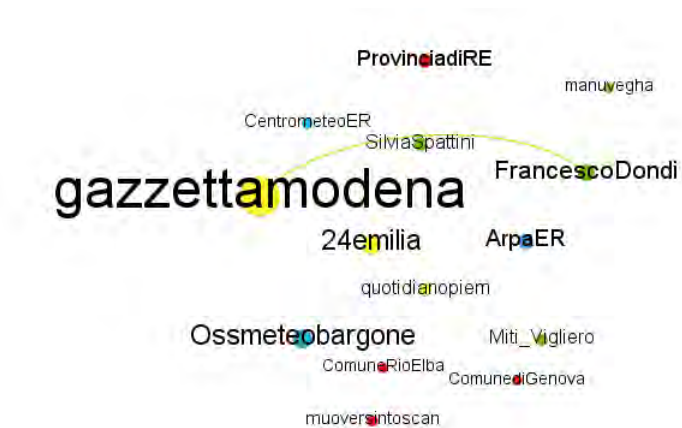 ProvinciadiRE
manuvegha
CentrometeoER
SilviaSpattini
FrancescoDondi
gazzettamodena
24emilia
ArpaER
quotidianopiem
Ossmeteobargone
Miti_Vigliero
ComuneRioElba
ComunediGenova
muoversintoscan